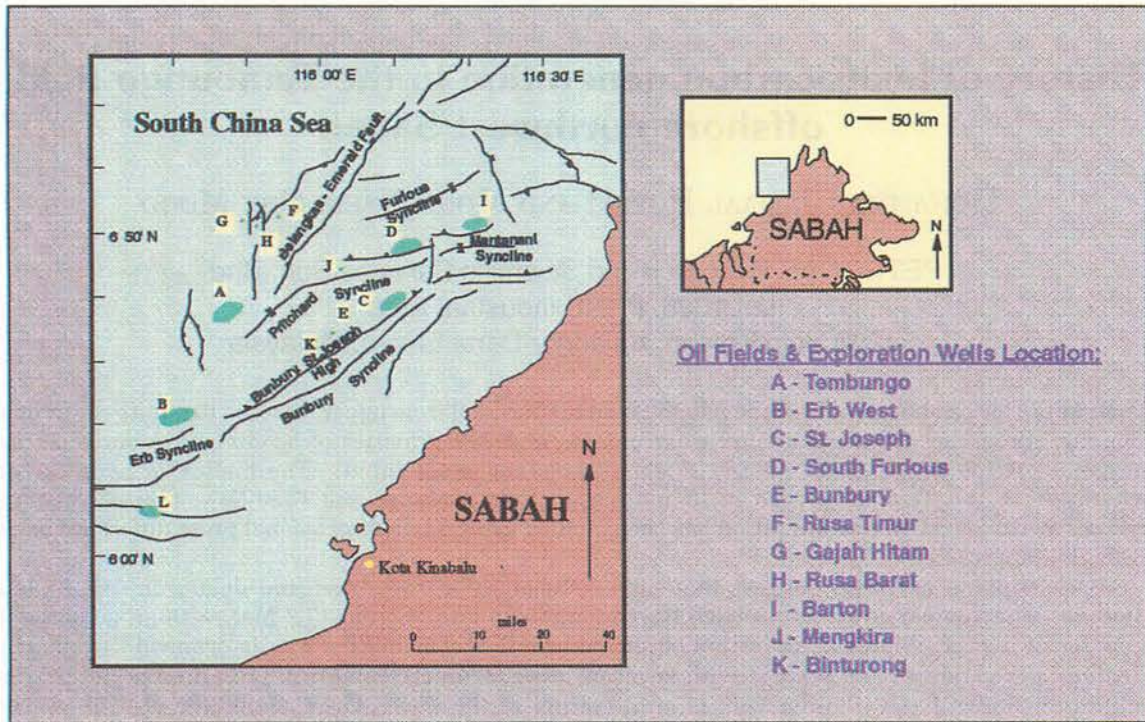 116 00' E
116 30' E
South China Sea
Belangkas - Emerald Fault
Furious
Syncline
I
G
F
H
D
6 50' N
Mantanani
Syncline
J
A
Pritchard
Syncline
C
E
K
Bunbury St. Joseph
High
Bunbury
Syncline
B
Erb Syncline
L
6 00' N
SABAH
N
Kota Kinabalu
miles
0 10 20 40
0 50 km
SABAH
N
Oil Fields & Exploration Wells Location:
A - Tembungo
B - Erb West
C - St. Joseph
D - South Furious
E - Bunbury
F - Rusa Timur
G - Gajah Hitam
H - Rusa Barat
I - Barton
J - Mengkira
K - Binturong